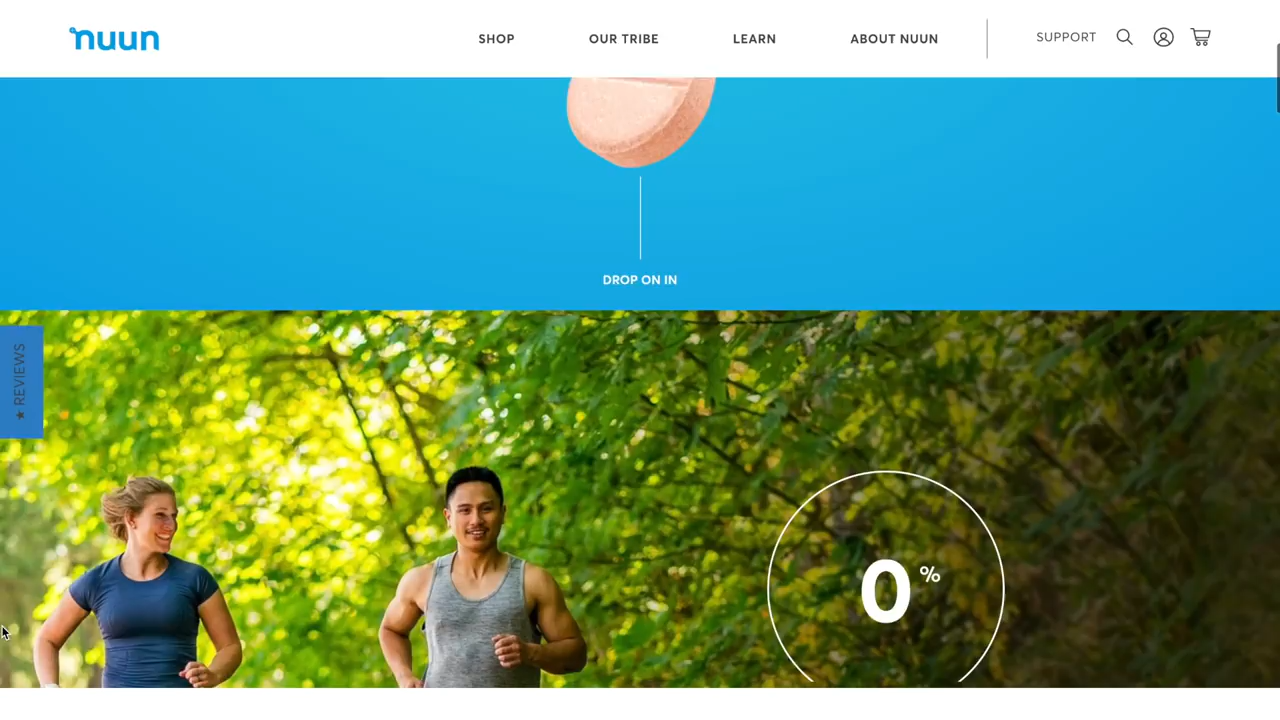 nuun
SHOP
OUR TRIBE
LEARN
ABOUT NUUN
SUPPORT
DROP ON IN
★ REVIEWS
0%